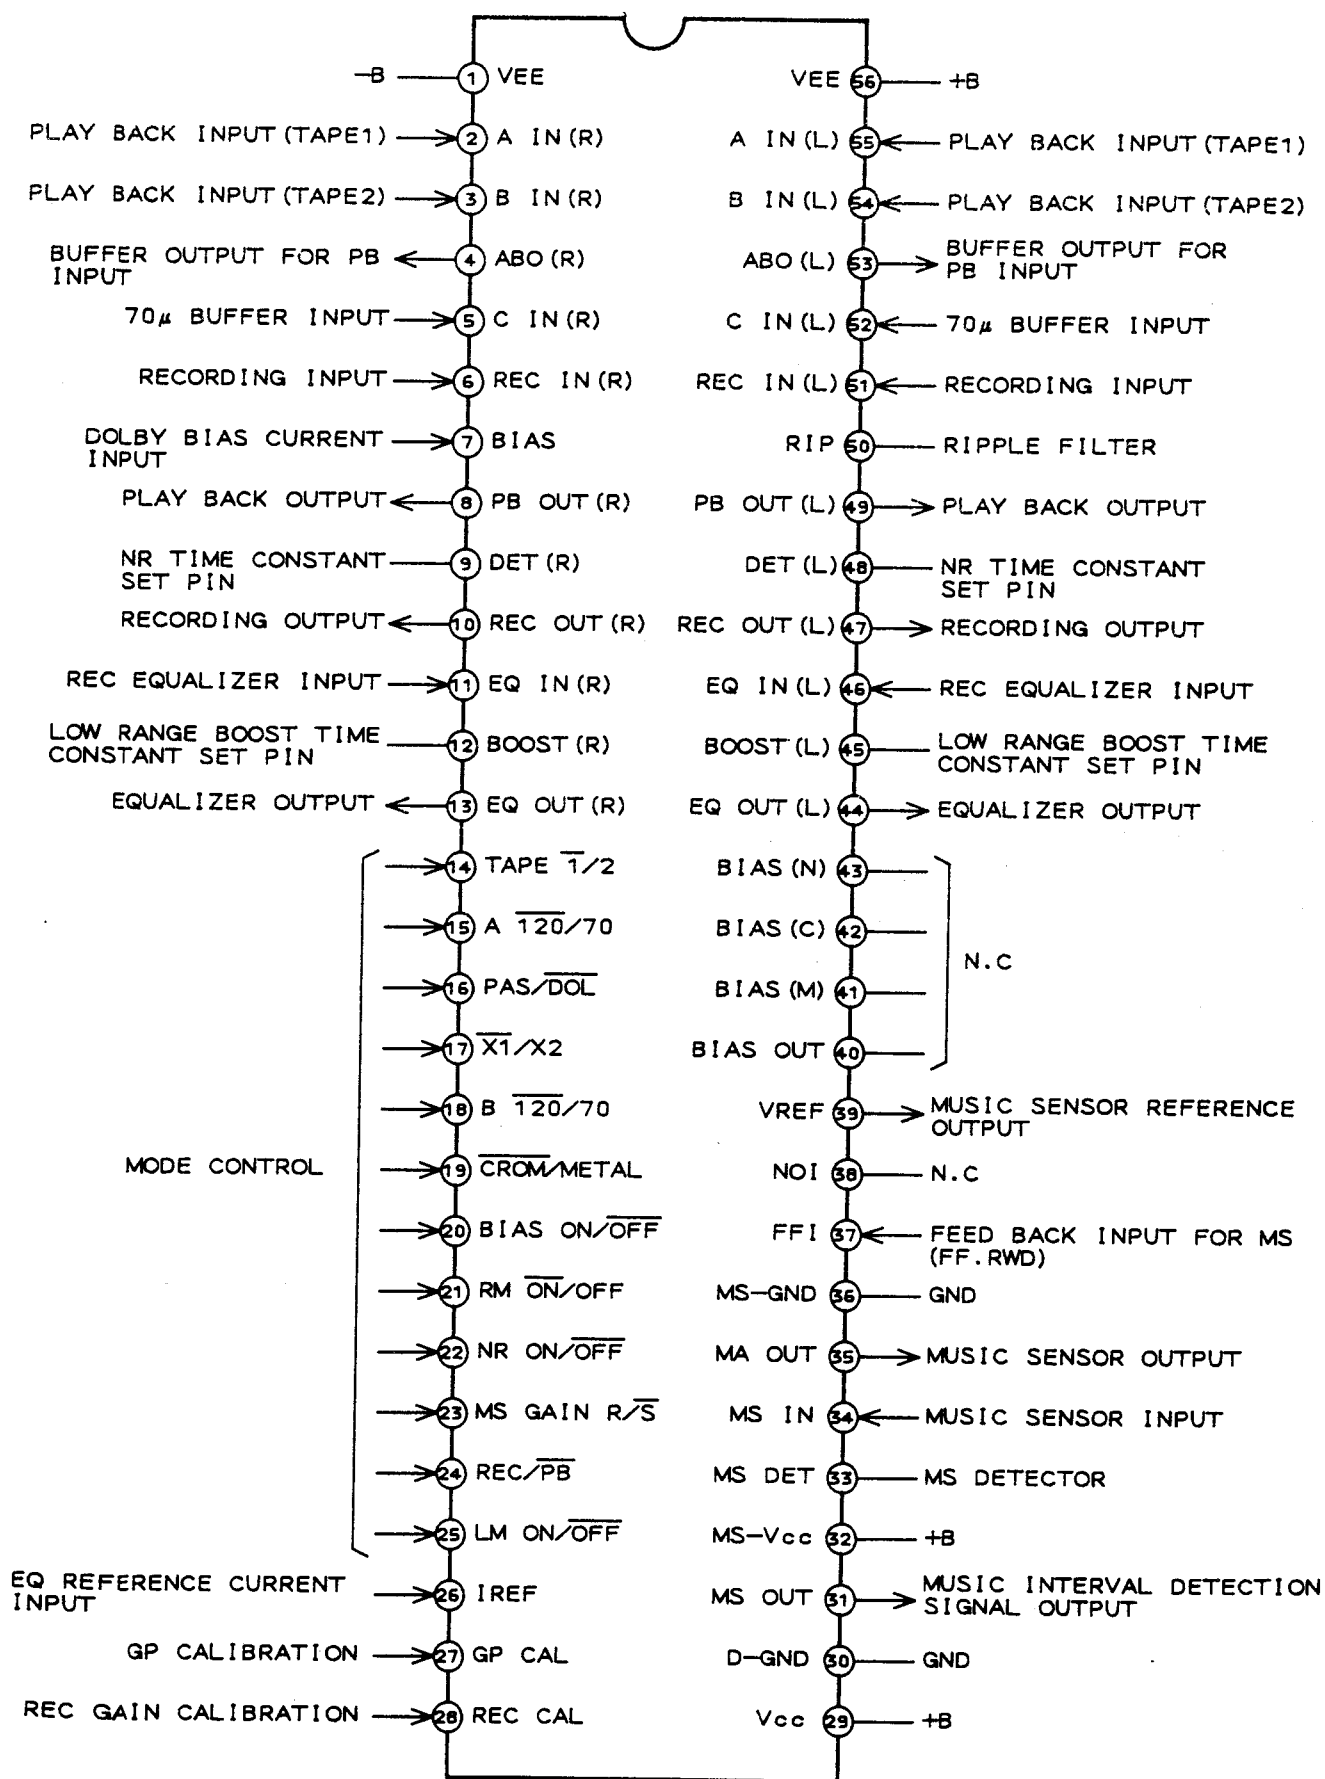 –B 1 VEE
VEE 56 +B
PLAY BACK INPUT(TAPE1) 2 A IN(R)
A IN(L) 55 PLAY BACK INPUT(TAPE1)
PLAY BACK INPUT(TAPE2) 3 B IN(R)
B IN(L) 54 PLAY BACK INPUT(TAPE2)
BUFFER OUTPUT FOR PB
INPUT
4 ABO(R)
ABO(L) 53
BUFFER OUTPUT FOR
PB INPUT
70μ BUFFER INPUT 5 C IN(R)
C IN(L) 52 70μ BUFFER INPUT
RECORDING INPUT 6 REC IN(R)
REC IN(L) 51 RECORDING INPUT
DOLBY BIAS CURRENT
INPUT
7 BIAS
RIP 50 RIPPLE FILTER
PLAY BACK OUTPUT 8 PB OUT(R)
PB OUT(L) 49 PLAY BACK OUTPUT
NR TIME CONSTANT
SET PIN
9 DET(R)
DET(L) 48
NR TIME CONSTANT
SET PIN
RECORDING OUTPUT 10 REC OUT(R)
REC OUT(L) 47 RECORDING OUTPUT
REC EQUALIZER INPUT 11 EQ IN(R)
EQ IN(L) 46 REC EQUALIZER INPUT
LOW RANGE BOOST TIME
CONSTANT SET PIN
12 BOOST(R)
BOOST(L) 45
LOW RANGE BOOST TIME
CONSTANT SET PIN
EQUALIZER OUTPUT 13 EQ OUT(R)
EQ OUT(L) 44 EQUALIZER OUTPUT
14 TAPE 1̅/2
BIAS(N) 43
15 A 1̅2̅0̅/70
BIAS(C) 42
N.C
16 PAS/D̅O̅L̅
BIAS(M) 41
17 X̅1̅/X2
BIAS OUT 40
18 B 1̅2̅0̅/70
VREF 39
MUSIC SENSOR REFERENCE
OUTPUT
MODE CONTROL
19 C̅R̅O̅M̅/METAL
NOI 38 N.C
20 BIAS ON/O̅F̅F̅
FFI 37
FEED BACK INPUT FOR MS
(FF.RWD)
21 RM O̅N̅/OFF
MS–GND 36 GND
22 NR ON/O̅F̅F̅
MA OUT 35 MUSIC SENSOR OUTPUT
23 MS GAIN R/S̅
MS IN 34 MUSIC SENSOR INPUT
24 REC/P̅B̅
MS DET 33 MS DETECTOR
25 LM ON/O̅F̅F̅
MS–Vcc 32 +B
EQ REFERENCE CURRENT
INPUT
26 IREF
MS OUT 31
MUSIC INTERVAL DETECTION
SIGNAL OUTPUT
GP CALIBRATION 27 GP CAL
D–GND 30 GND
REC GAIN CALIBRATION 28 REC CAL
Vcc 29 +B